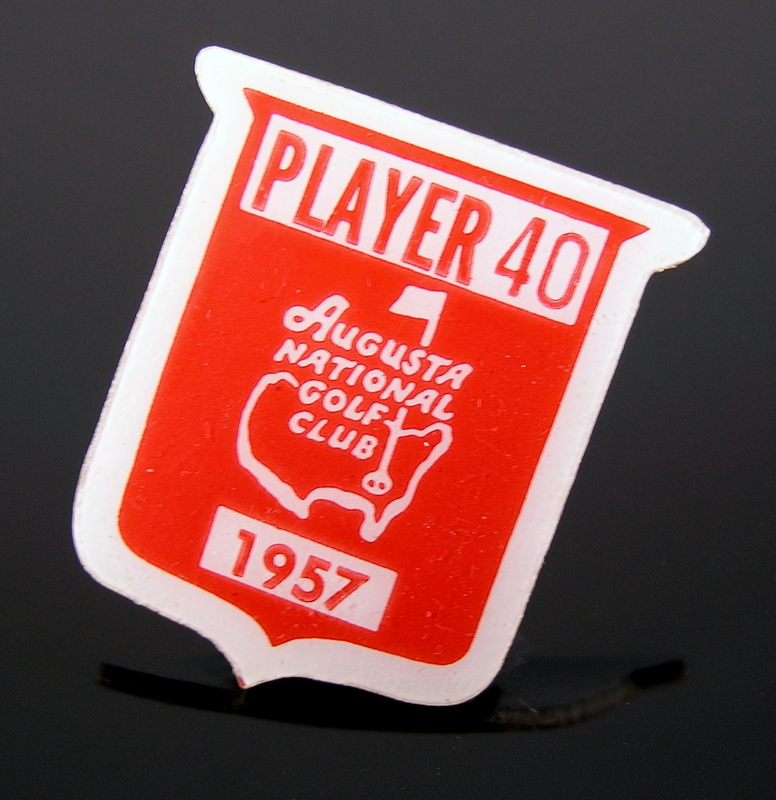 PLAYER 40
AUGUSTA
NATIONAL
GOLF
CLUB
1957